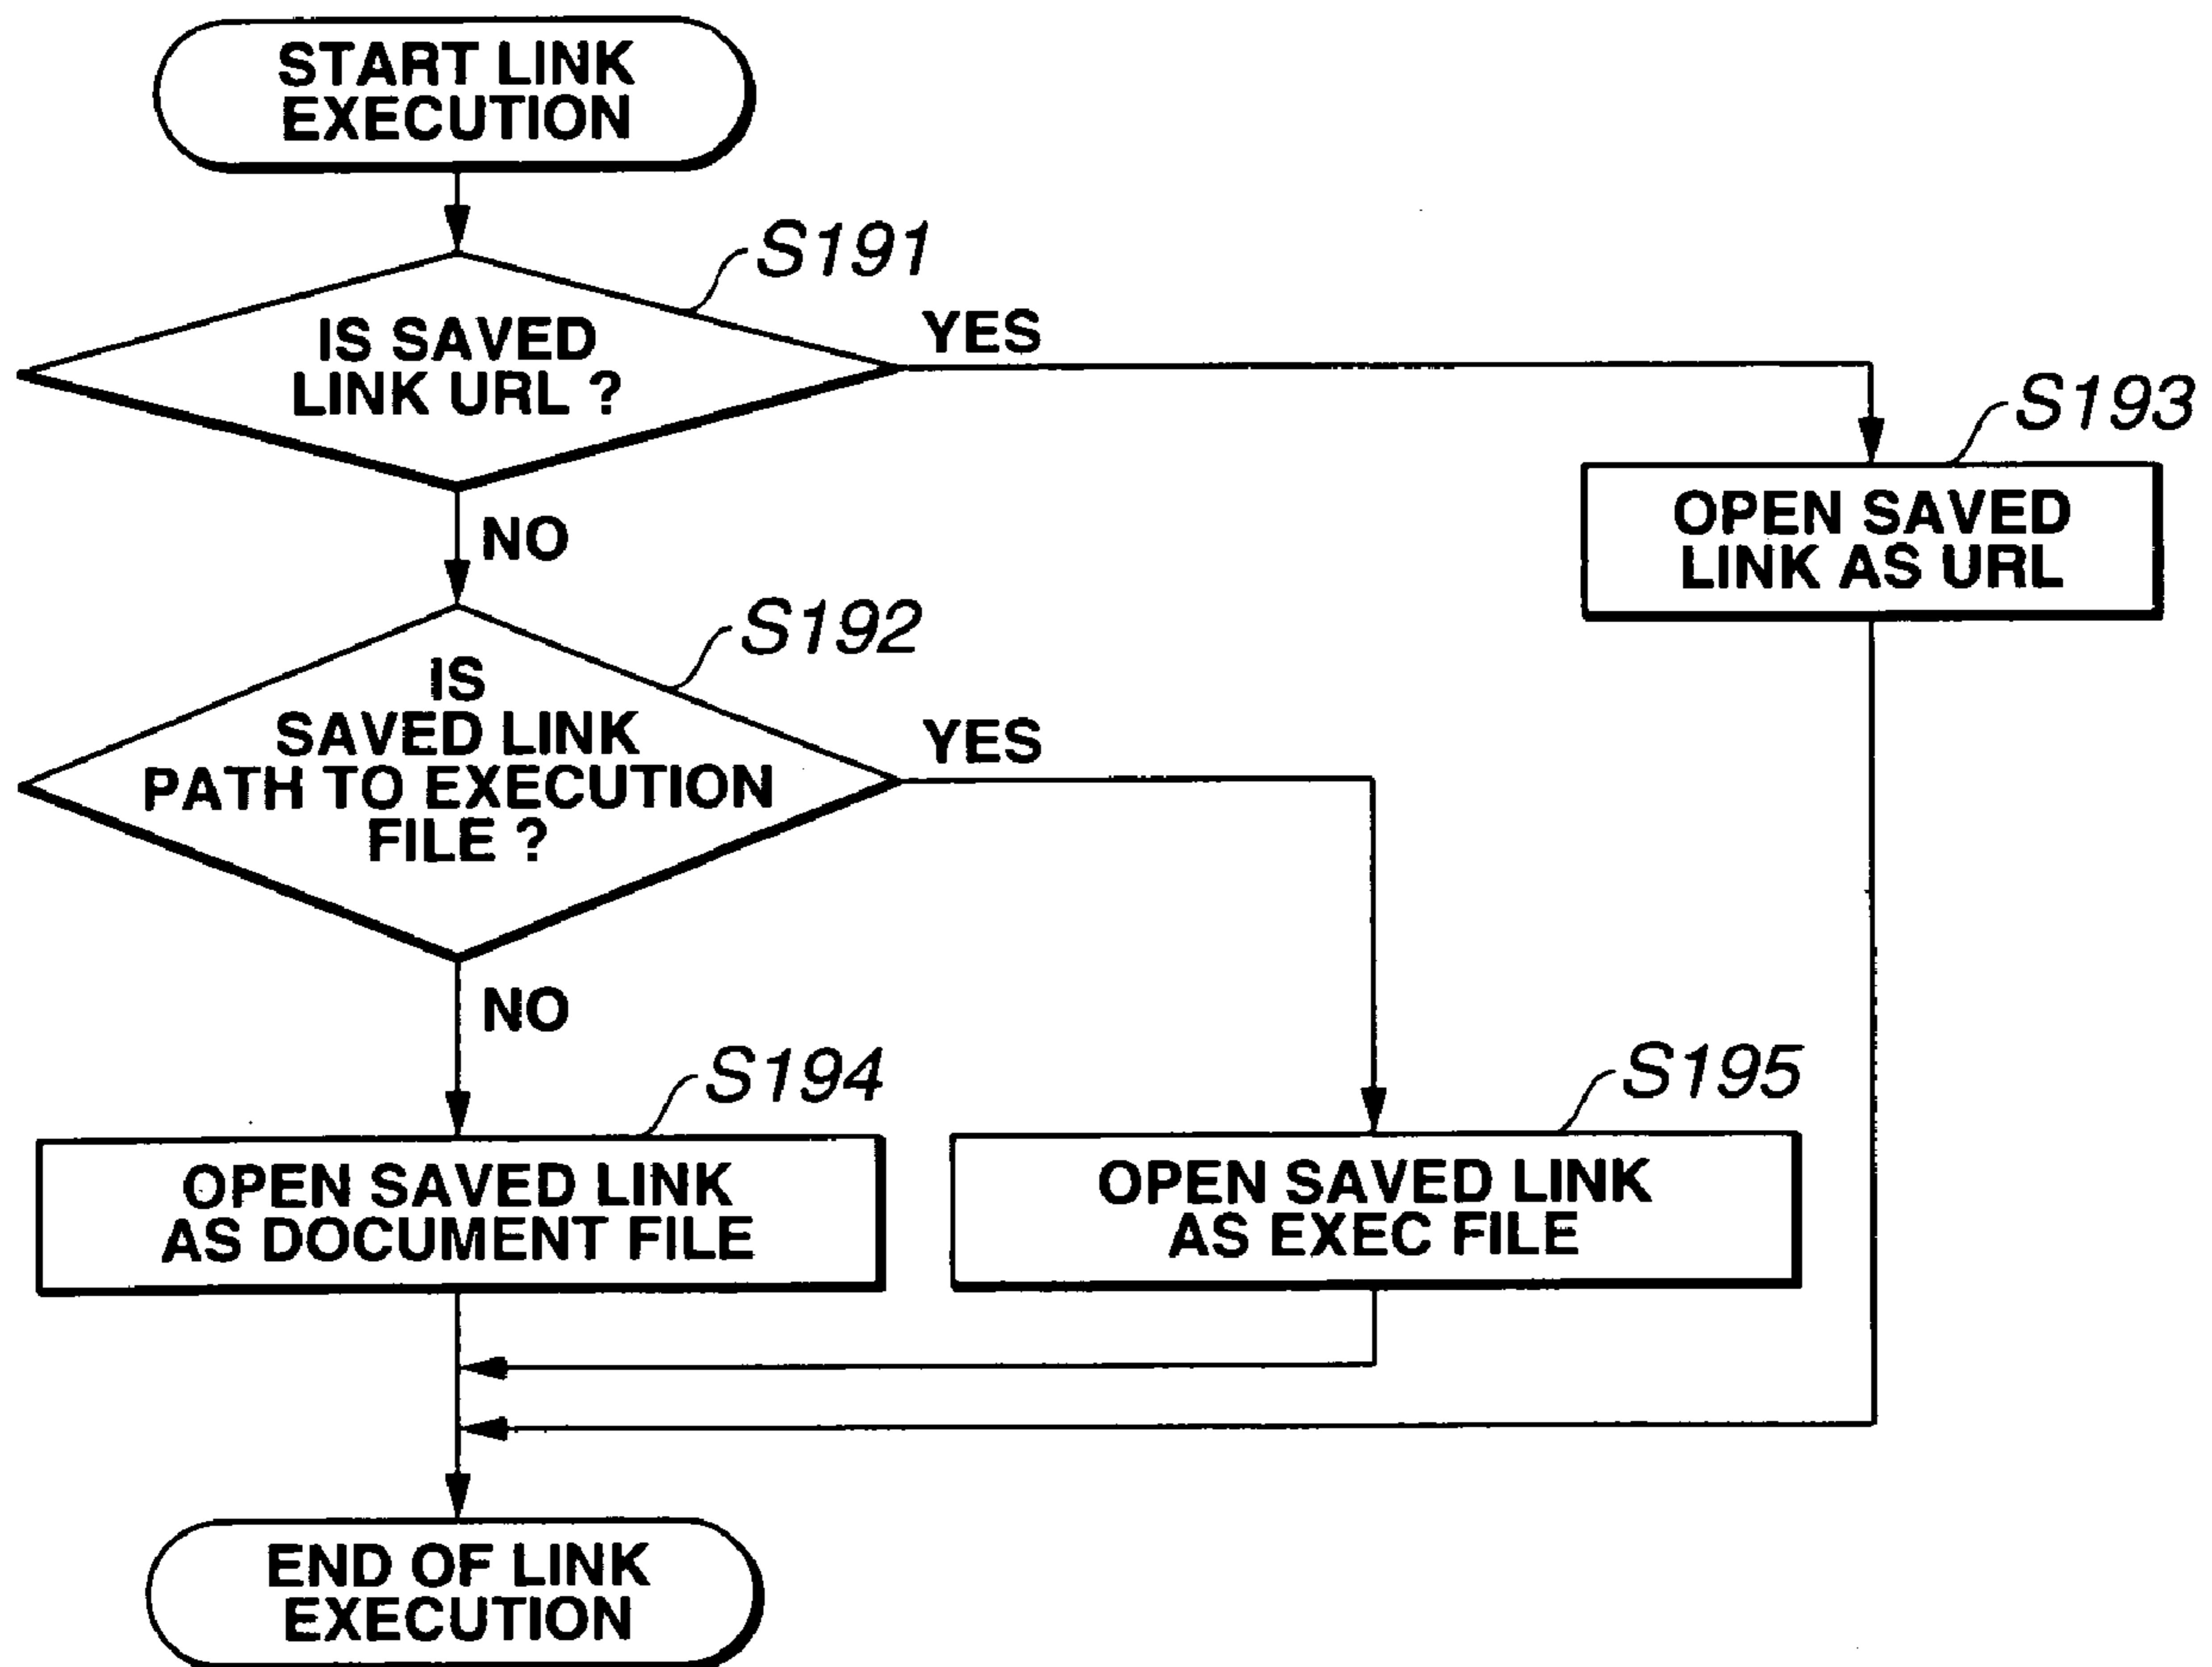 START LINK
EXECUTION
S191
IS SAVED
LINK URL ?
YES
S193
OPEN SAVED
LINK AS URL
NO
S192
IS
SAVED LINK
PATH TO EXECUTION
FILE ?
YES
NO
S194
OPEN SAVED LINK
AS DOCUMENT FILE
S195
OPEN SAVED LINK
AS EXEC FILE
END OF LINK
EXECUTION